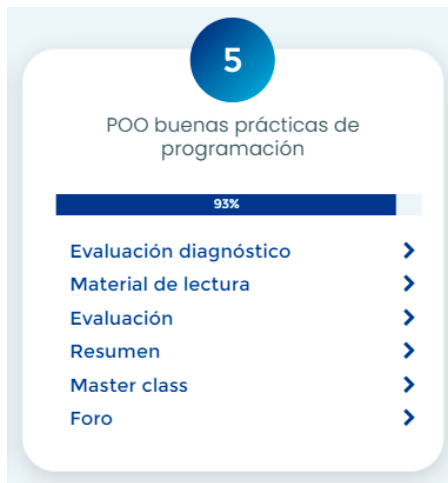 5
POO buenas prácticas de
programación
93%
Evaluación diagnóstico
Material de lectura
Evaluación
Resumen
Master class
Foro